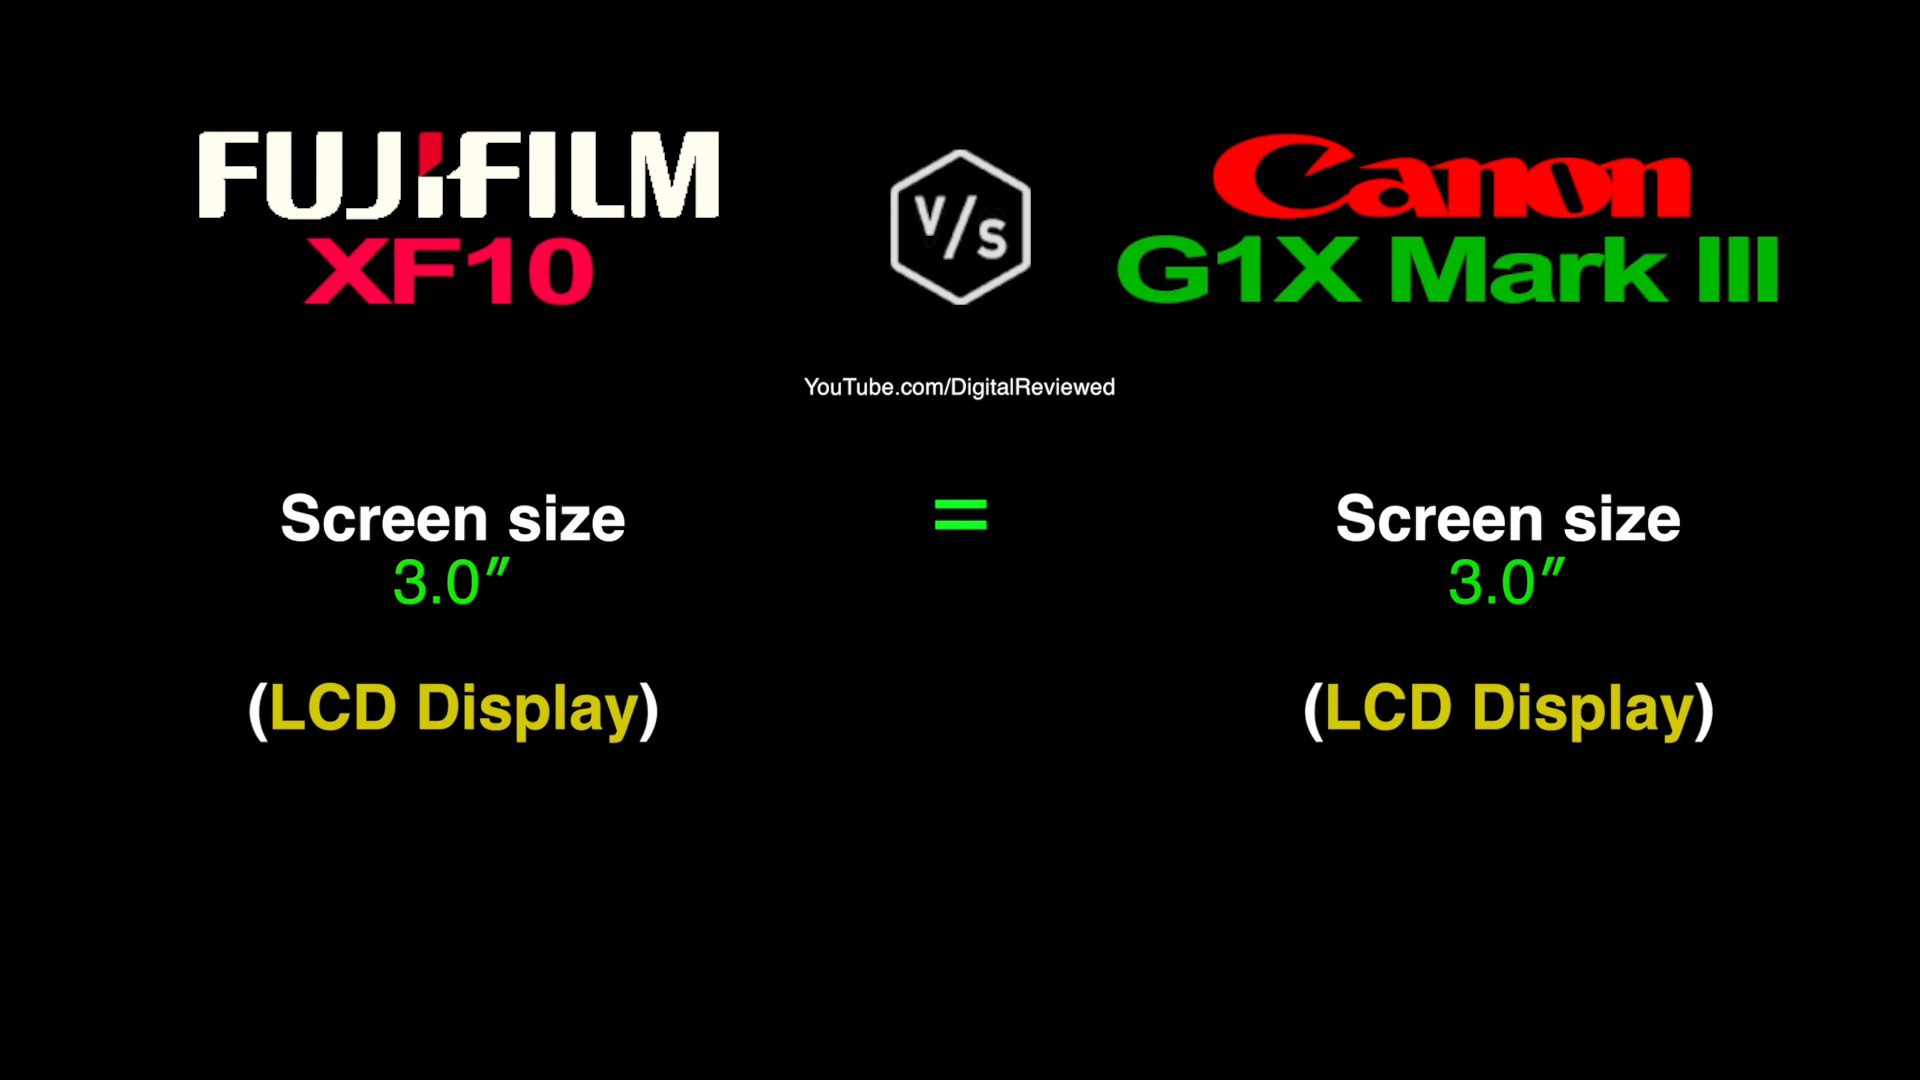 FUJIFILM
XF10
V/S
Canon
G1X Mark III
YouTube.com/DigitalReviewed
Screen size
3.0″
(LCD Display)
=
Screen size
3.0″
(LCD Display)